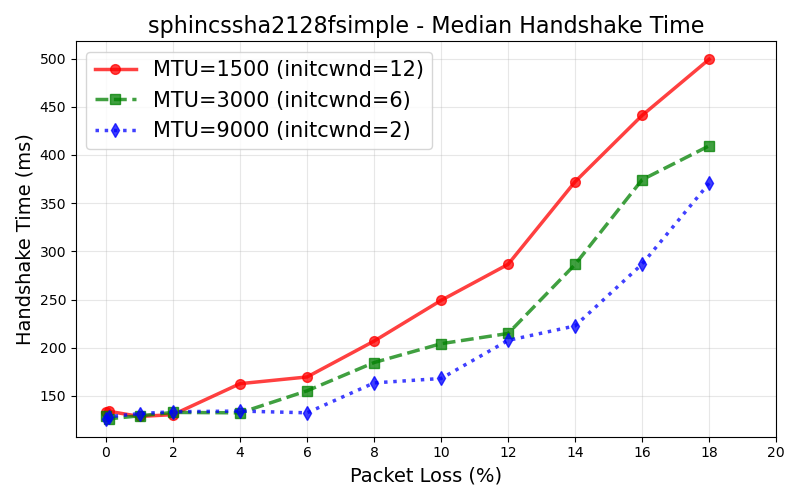 sphincssha2128fsimple - Median Handshake Time
MTU=1500 (initcwnd=12)
MTU=3000 (initcwnd=6)
MTU=9000 (initcwnd=2)
Handshake Time (ms)
500
450
400
350
300
250
200
150
0 2 4 6 8 10 12 14 16 18 20
Packet Loss (%)